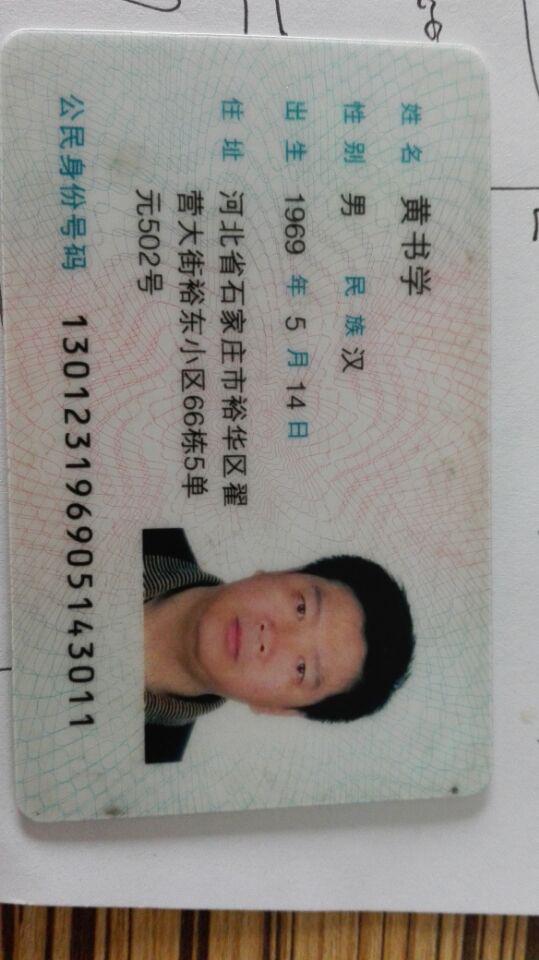 姓名 黄书学
性别 男 民族 汉
出生 1969 年 5 月 14 日
住址 河北省石家庄市裕华区翟
营大街裕东小区66栋5单
元502号
公民身份号码 130123196905143011